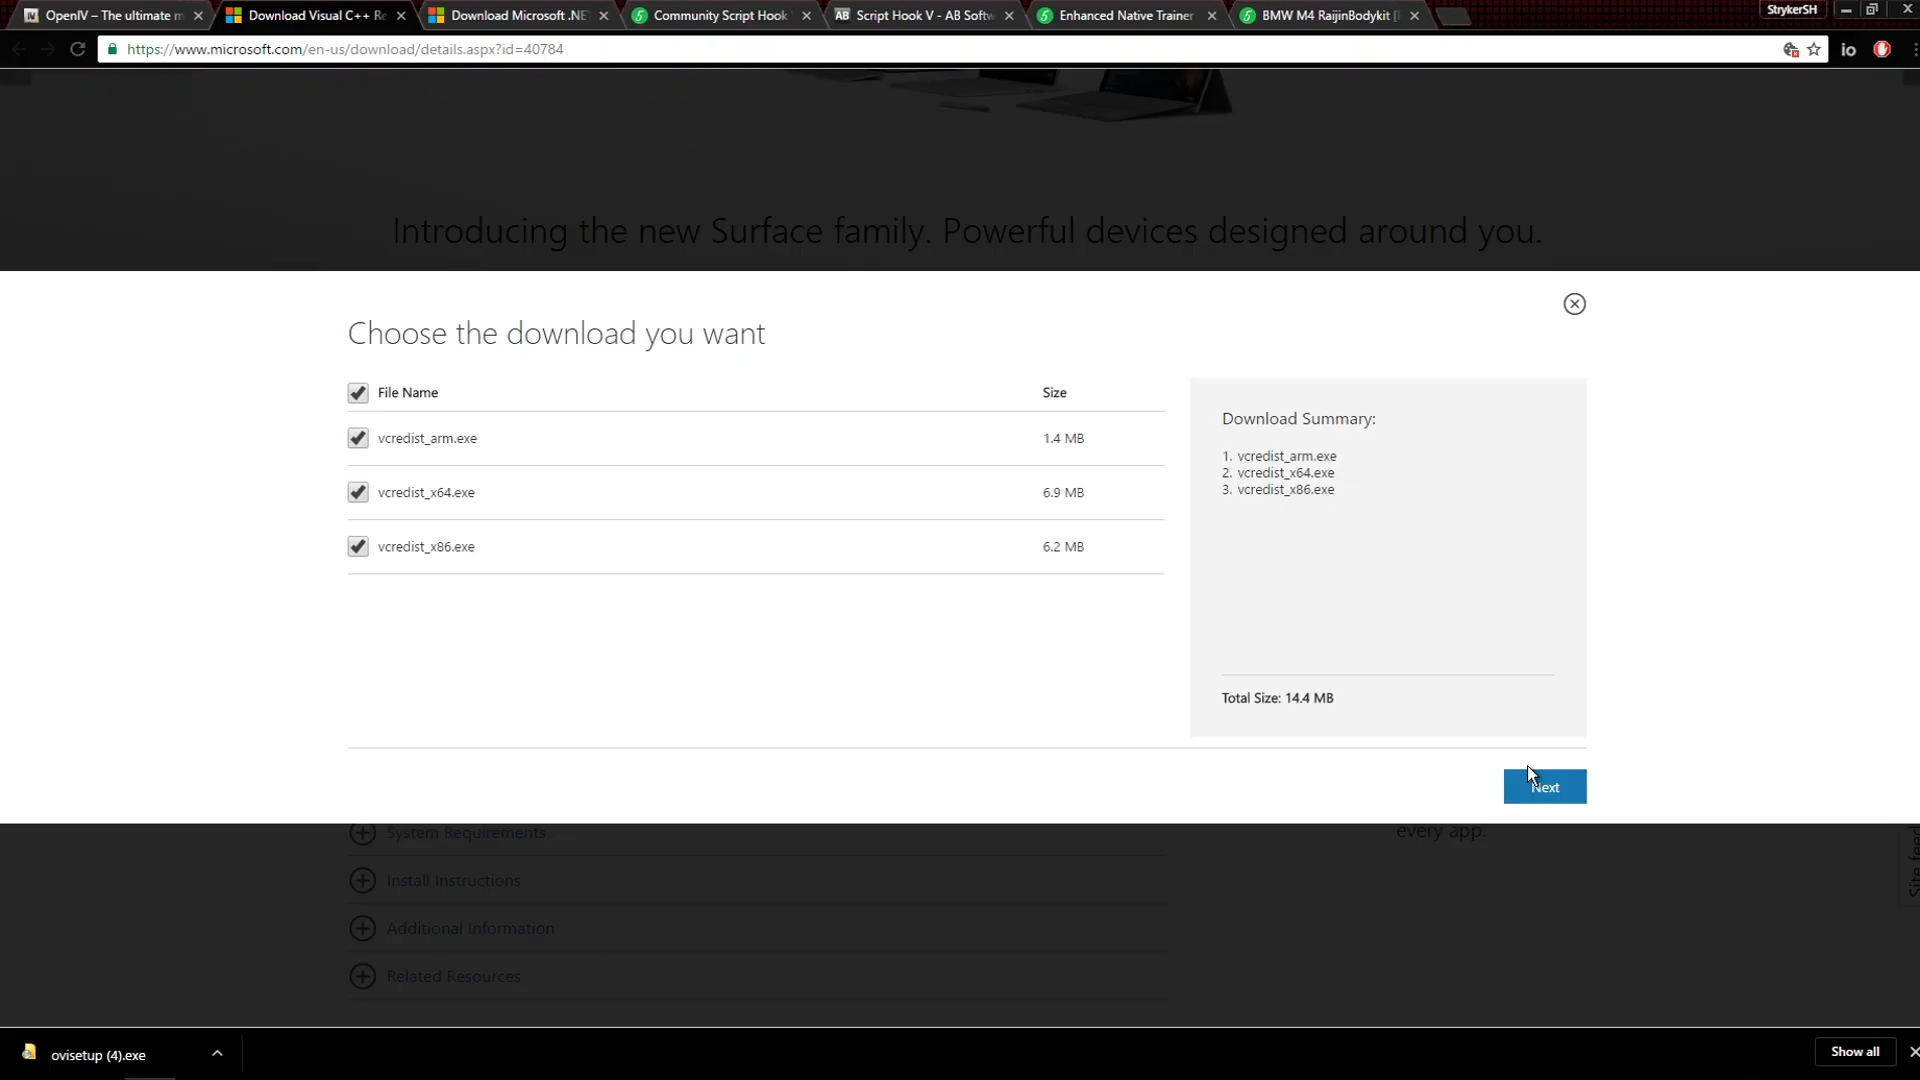 OpenIV – The ultimate m
Download Visual C++ Re
Download Microsoft .NE
Community Script Hook
AB Script Hook V - AB Softw
Enhanced Native Trainer
BMW M4 RaijinBodykit [
StrykerSH
https://www.microsoft.com/en-us/download/details.aspx?id=40784
io
Introducing the new Surface family. Powerful devices designed around you.
Choose the download you want
File Name Size
vcredist_arm.exe 1.4 MB
vcredist_x64.exe 6.9 MB
vcredist_x86.exe 6.2 MB
Download Summary:
1. vcredist_arm.exe
2. vcredist_x64.exe
3. vcredist_x86.exe
Total Size: 14.4 MB
Next
System Requirements
every app.
Install Instructions
Additional Information
Related Resources
Site feed
ovisetup (4).exe
Show all